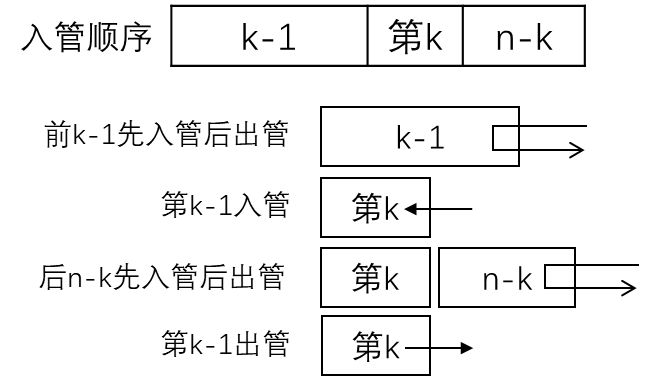 入管顺序 k-1 第k n-k
前k-1先入管后出管 k-1
第k-1入管 第k
后n-k先入管后出管 第k n-k
第k-1出管 第k